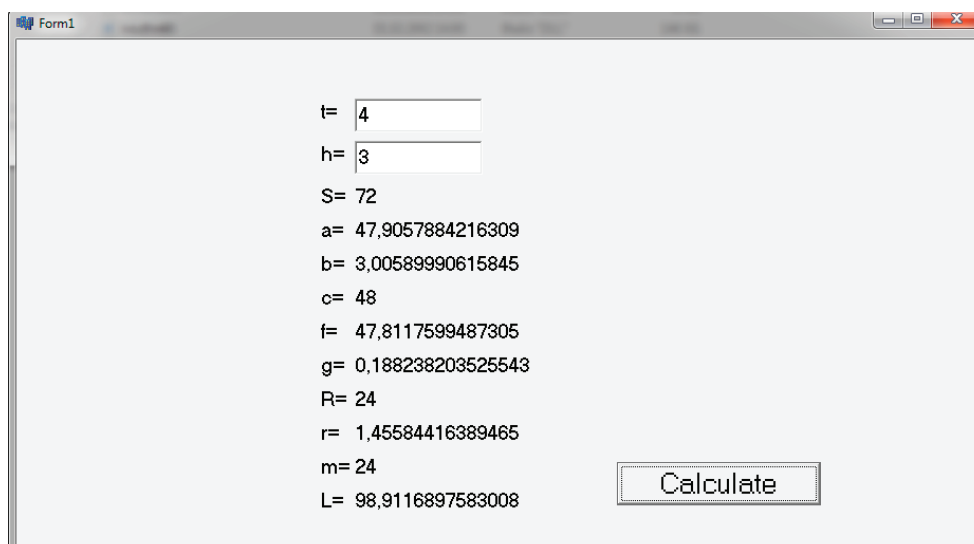 Form1
t= 4
h= 3
S= 72
a= 47,9057884216309
b= 3,00589990615845
c= 48
f= 47,8117599487305
g= 0,188238203525543
R= 24
r= 1,45584416389465
m= 24
L= 98,9116897583008
Calculate